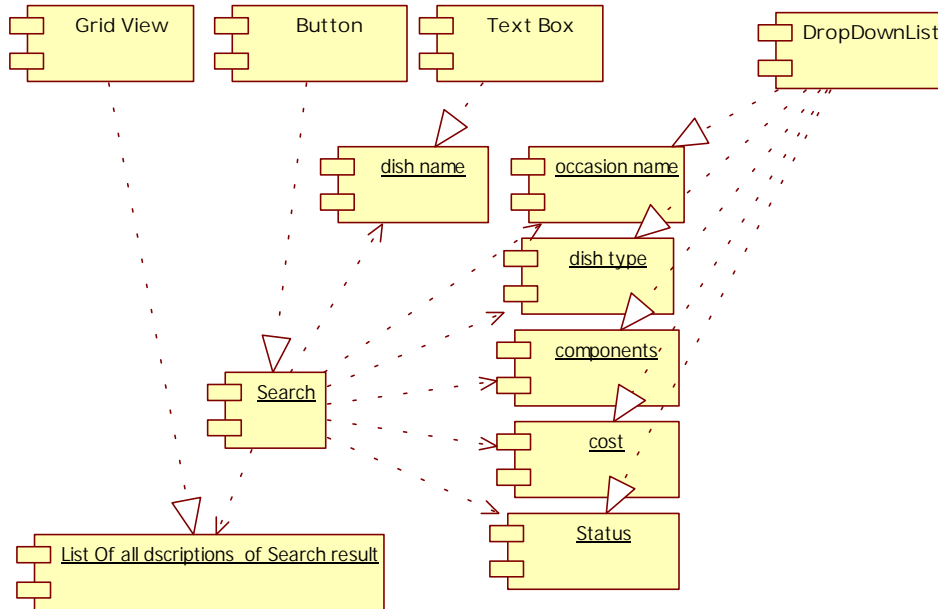 Grid View
Button
Text Box
DropDownList
dish name
occasion name
dish type
components
Search
cost
Status
List Of all dscriptions of Search result